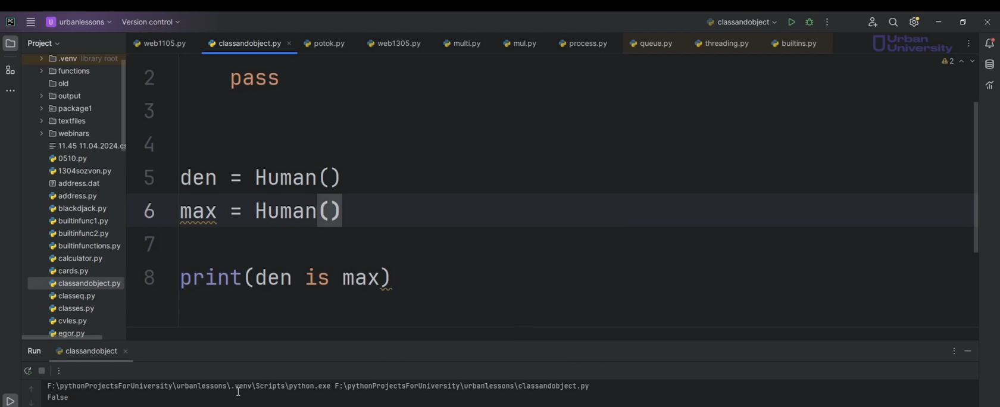 PC
U urbanlessons
Version control
classandobject
Project
web1105.py
classandobject.py
potok.py
web1305.py
multi.py
mul.py
process.py
queue.py
threading.py
builtins.py
Urban
University
.venv library root
functions
old
output
package1
textfiles
webinars
11.45 11.04.2024.cs
0510.py
1304sozvon.py
address.dat
address.py
blackdjack.py
builtinfunc1.py
builtinfunc2.py
builtinfunctions.py
calculator.py
cards.py
classandobject.py
classeq.py
classes.py
cvles.py
egor.py
2
2 pass
3
4
5 den = Human()
6 max = Human()
7
8 print(den is max)
Run
classandobject
F:\pythonProjectsForUniversity\urbanlessons\.venv\Scripts\python.exe F:\pythonProjectsForUniversity\urbanlessons\classandobject.py
False